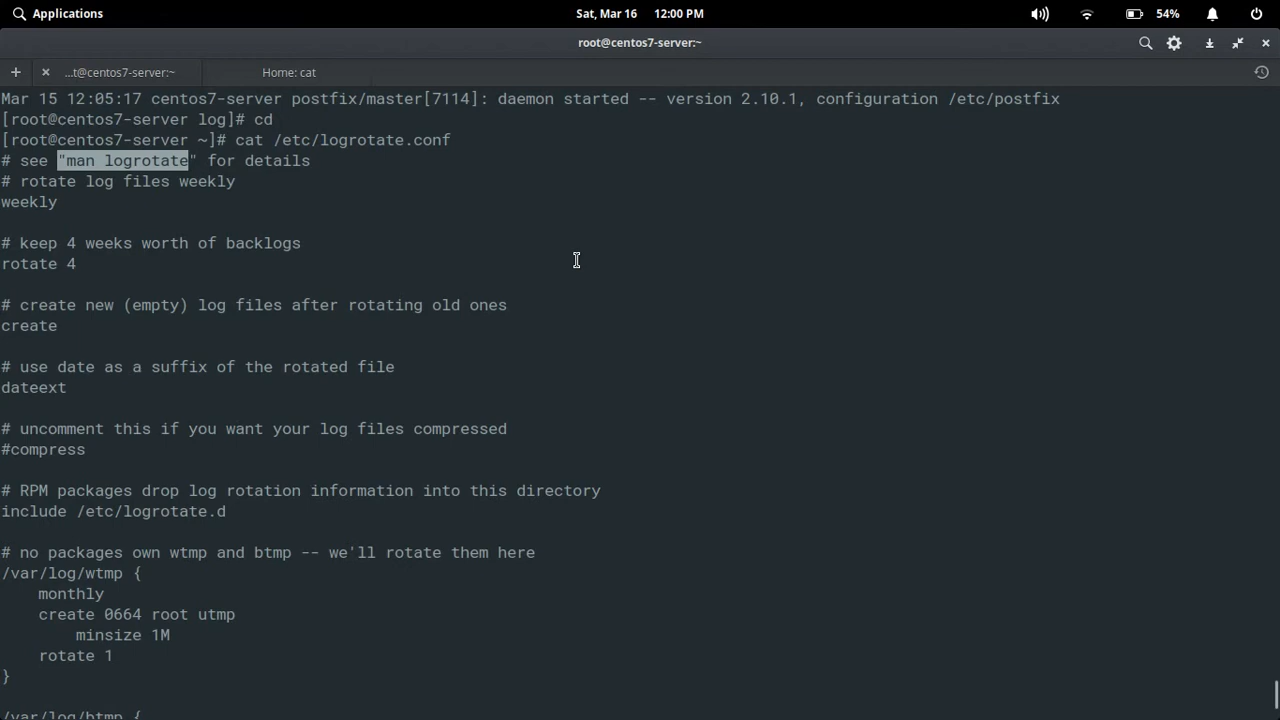 Applications
Sat, Mar 16 12:00 PM
54%
root@centos7-server:~
...t@centos7-server:~
Home: cat
Mar 15 12:05:17 centos7-server postfix/master[7114]: daemon started -- version 2.10.1, configuration /etc/postfix
[root@centos7-server log]# cd
[root@centos7-server ~]# cat /etc/logrotate.conf
# see "man logrotate" for details
# rotate log files weekly
weekly
# keep 4 weeks worth of backlogs
rotate 4
# create new (empty) log files after rotating old ones
create
# use date as a suffix of the rotated file
dateext
# uncomment this if you want your log files compressed
#compress
# RPM packages drop log rotation information into this directory
include /etc/logrotate.d
# no packages own wtmp and btmp -- we'll rotate them here
/var/log/wtmp {
    monthly
    create 0664 root utmp
        minsize 1M
    rotate 1
}
/var/log/btmp {